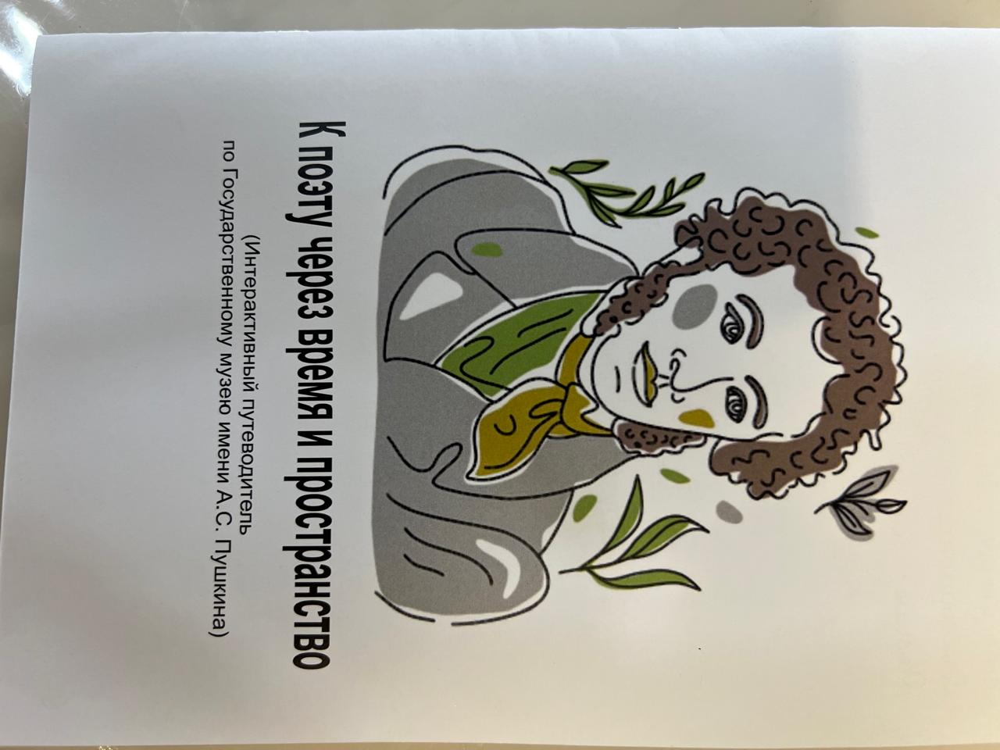 К поэту через время и пространство
(Интерактивный путеводитель
по Государственному музею имени А.С. Пушкина)